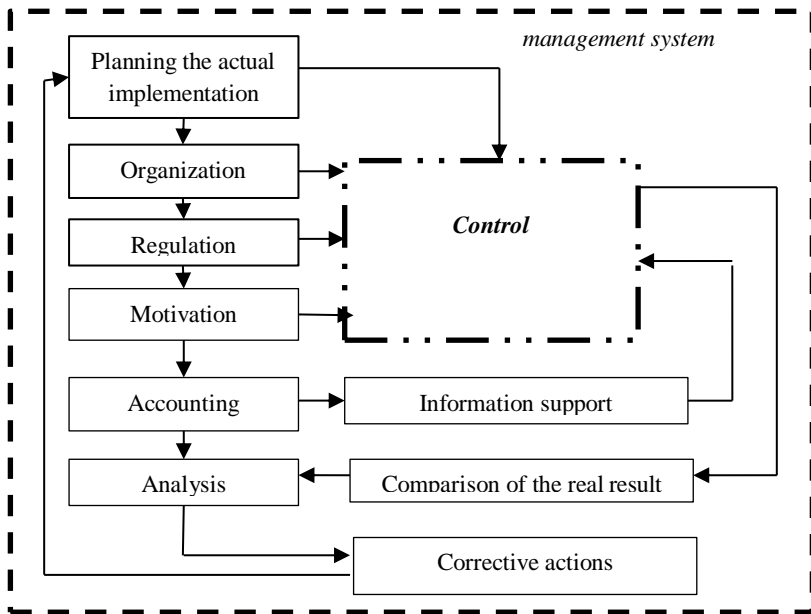 management system
Planning the actual
implementation
Organization
Control
Regulation
Motivation
Accounting
Information support
Analysis
Comparison of the real result
Corrective actions